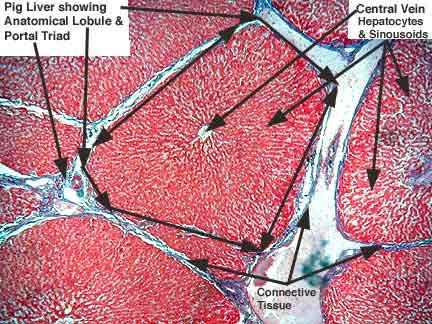 Pig Liver showing
Anatomical Lobule &
Portal Triad
Central Vein
Hepatocytes
& Sinousoids
Connective
Tissue